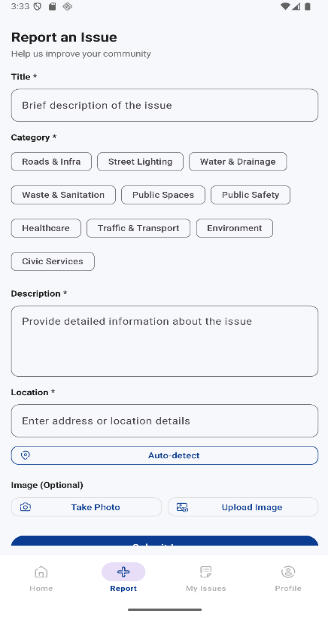 3:33
Report an Issue
Help us improve your community
Title *
Brief description of the issue
Category *
Roads & Infra Street Lighting Water & Drainage
Waste & Sanitation Public Spaces Public Safety
Healthcare Traffic & Transport Environment
Civic Services
Description *
Provide detailed information about the issue
Location *
Enter address or location details
Auto-detect
Image (Optional)
Take Photo Upload Image
Home Report My Issues Profile